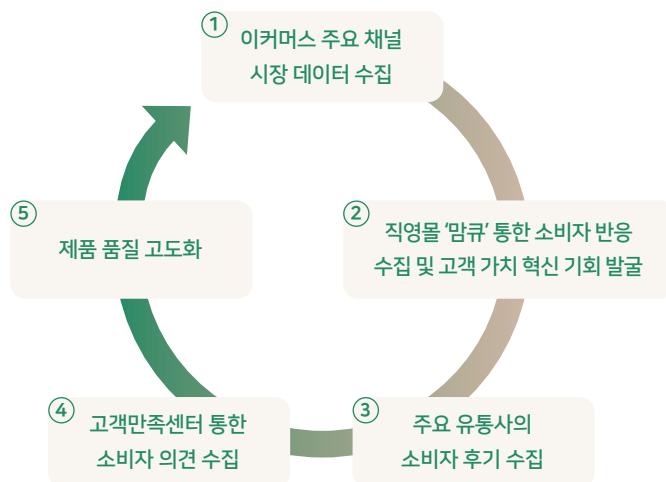 ①
이커머스 주요 채널
시장 데이터 수집
②
직영몰 ‘맘큐’ 통한 소비자 반응
수집 및 고객 가치 혁신 기회 발굴
③
주요 유통사의
소비자 후기 수집
④
고객만족센터 통한
소비자 의견 수집
⑤
제품 품질 고도화